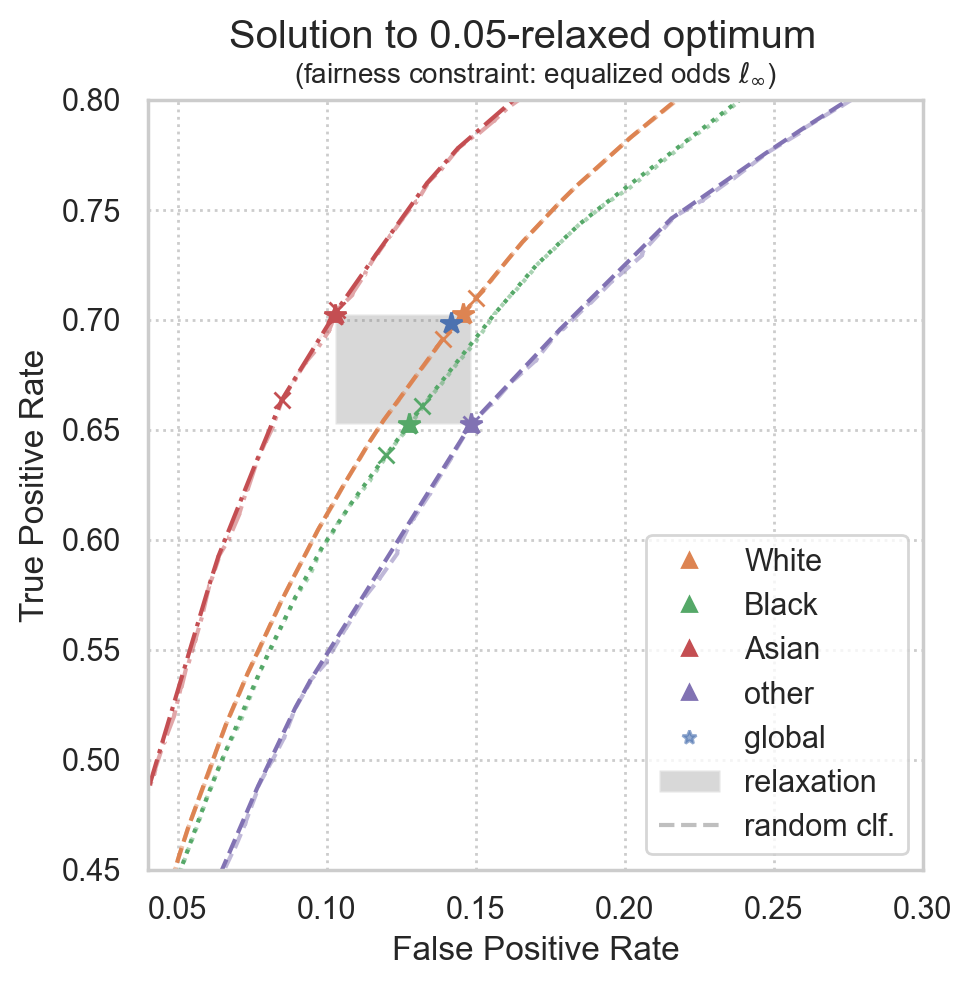 Solution to 0.05-relaxed optimum
(fairness constraint: equalized odds ℓ∞)
True Positive Rate
0.80
0.75
0.70
0.65
0.60
0.55
0.50
0.45
White
Black
Asian
other
global
relaxation
random clf.
0.05 0.10 0.15 0.20 0.25 0.30
False Positive Rate